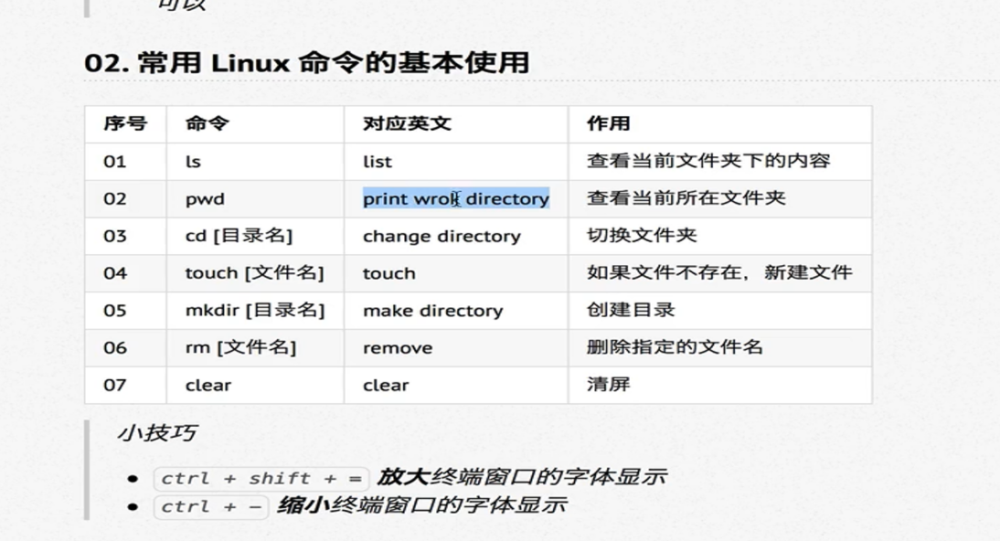 可以
02. 常用 Linux 命令的基本使用
序号 命令 对应英文 作用
01 ls list 查看当前文件夹下的内容
02 pwd print wrok directory 查看当前所在文件夹
03 cd [目录名] change directory 切换文件夹
04 touch [文件名] touch 如果文件不存在，新建文件
05 mkdir [目录名] make directory 创建目录
06 rm [文件名] remove 删除指定的文件名
07 clear clear 清屏
小技巧
• ctrl + shift + = 放大终端窗口的字体显示
• ctrl + - 缩小终端窗口的字体显示